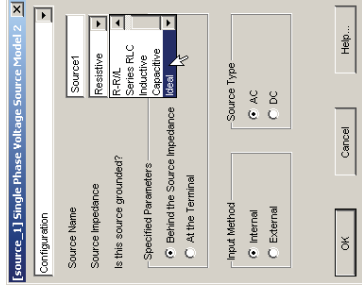 [source_1] Single Phase Voltage Source Model 2
Configuration
Source Name
Source1
Source Impedance
Resistive
Is this source grounded?
R-R//L
Series RLC
Inductive
Capacitive
Ideal
Specified Parameters
Behind the Source Impedance
At the Terminal
Input Method
Internal
External
Source Type
AC
DC
OK
Cancel
Help...